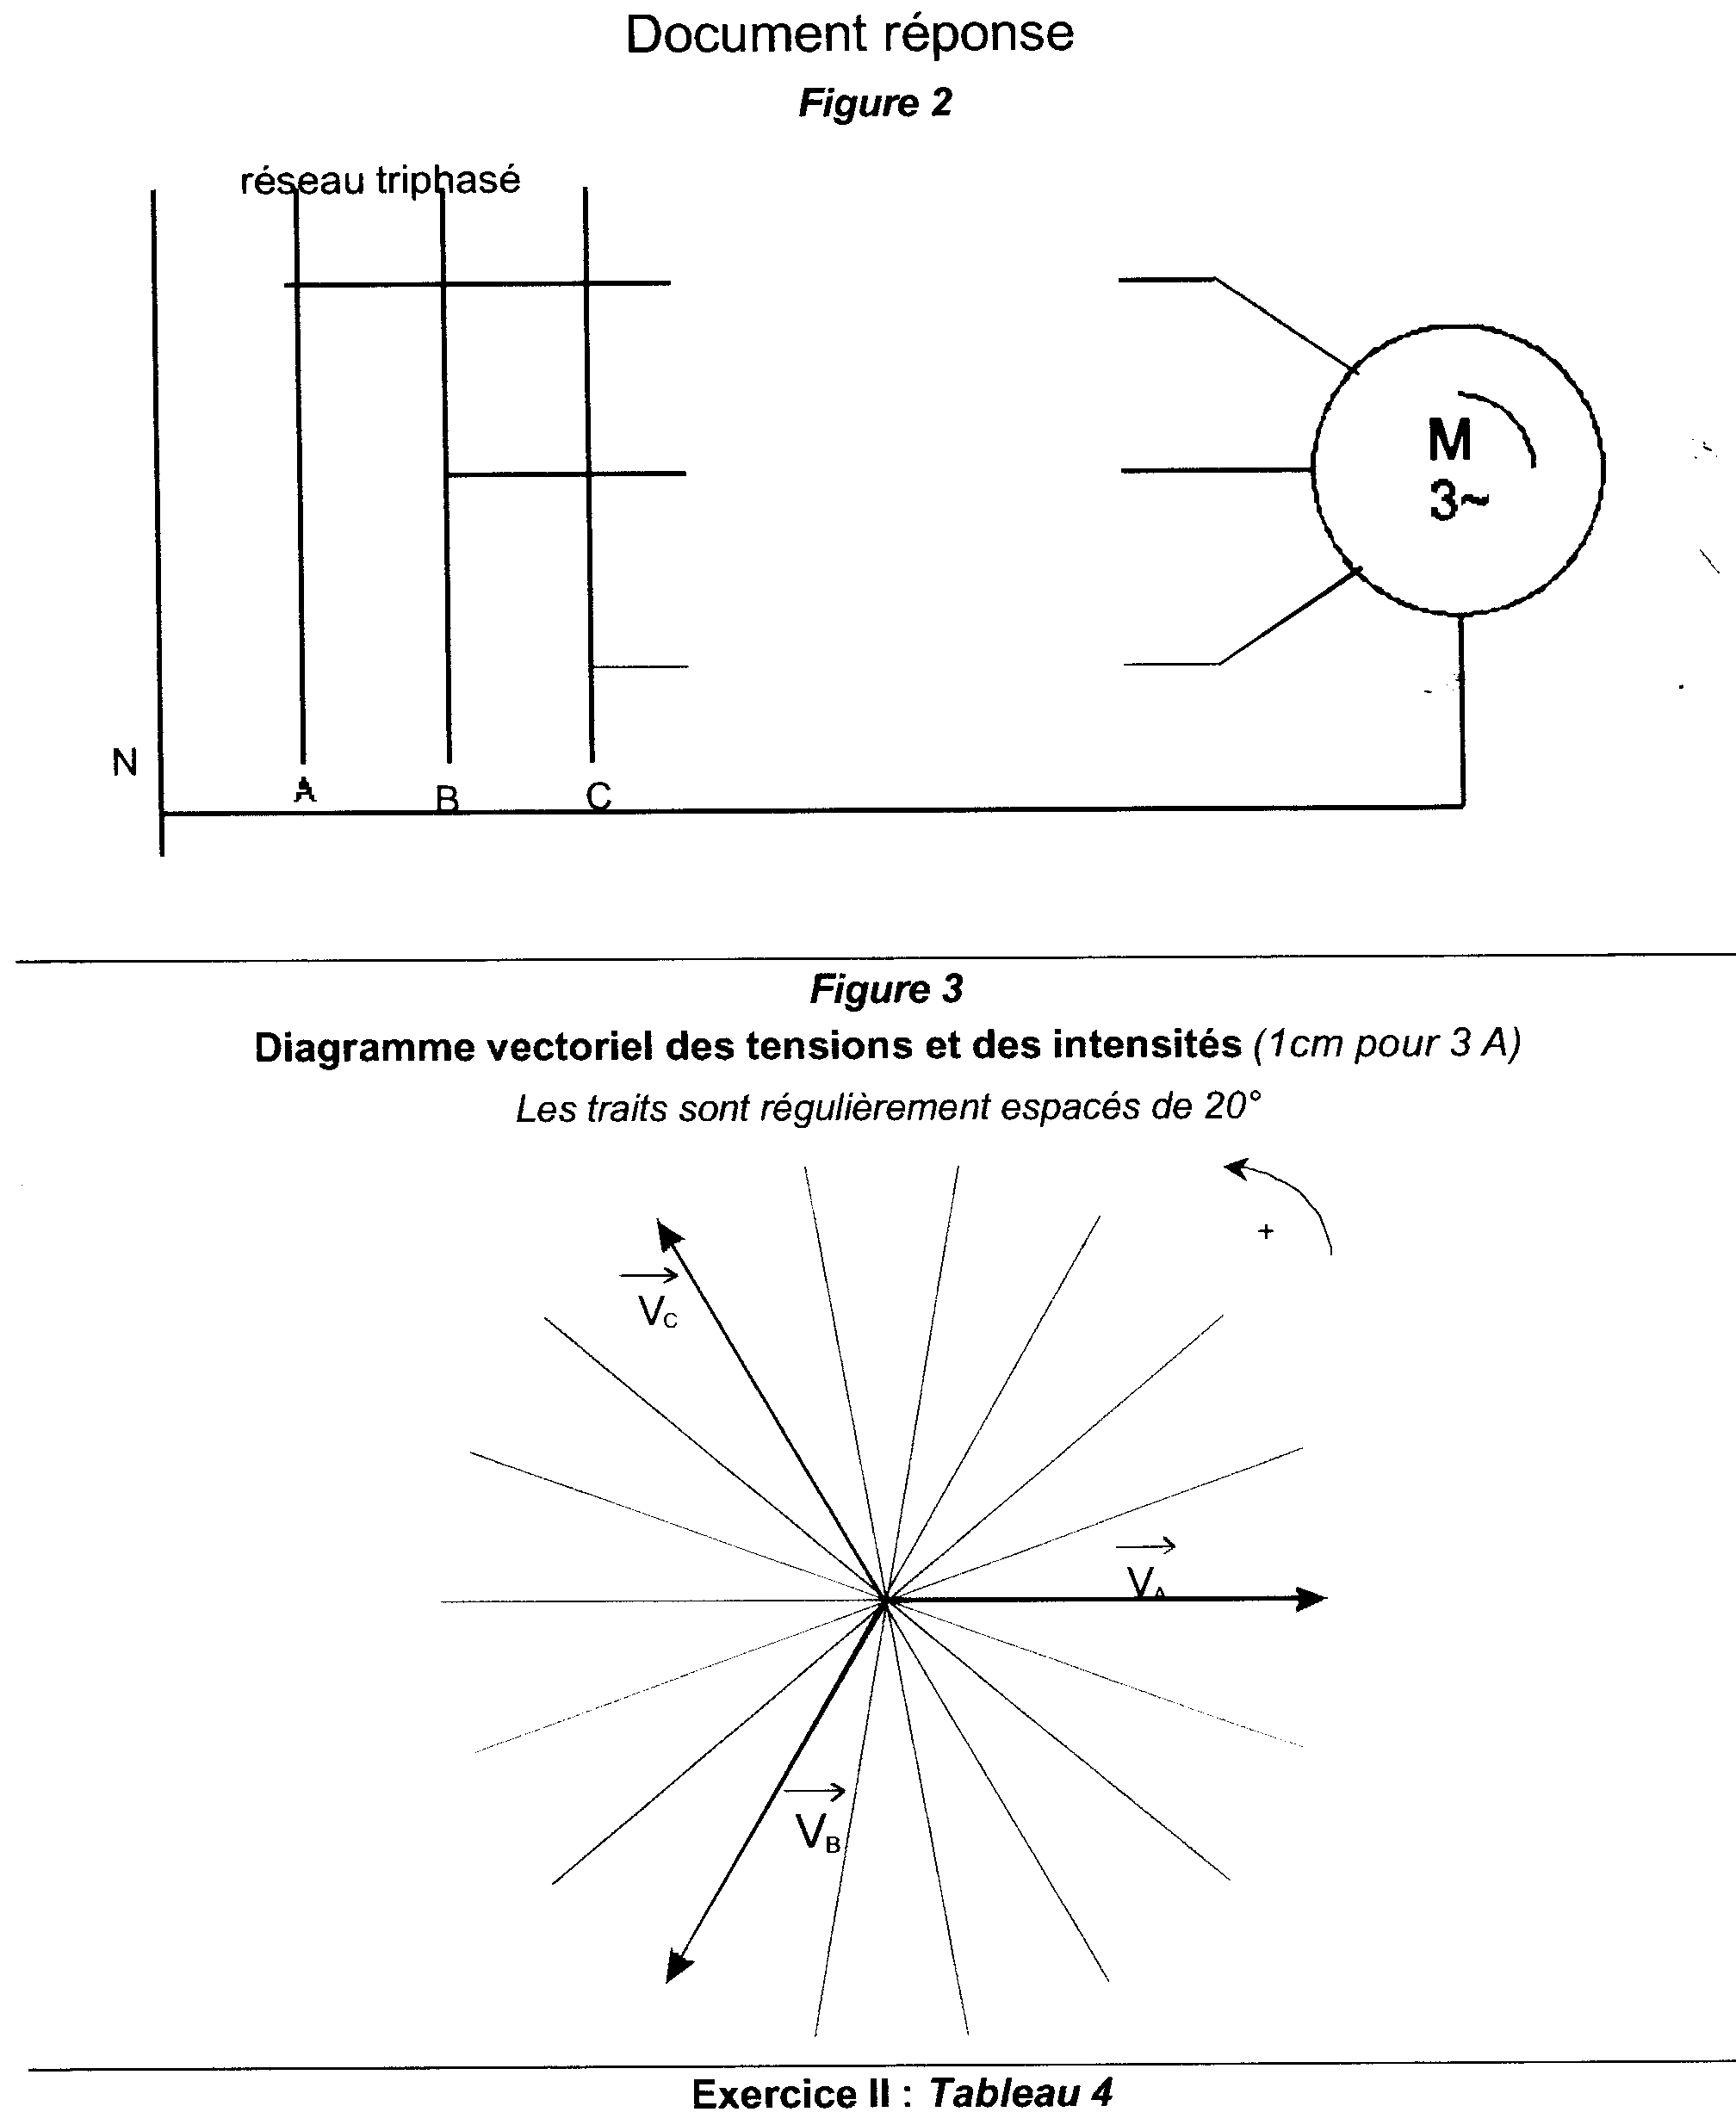 Document réponse
Figure 2
réseau triphasé
M
3~
N
A
B
C
Figure 3
Diagramme vectoriel des tensions et des intensités (1cm pour 3 A)
Les traits sont régulièrement espacés de 20°
+
VC
VA
VB
Exercice II : Tableau 4